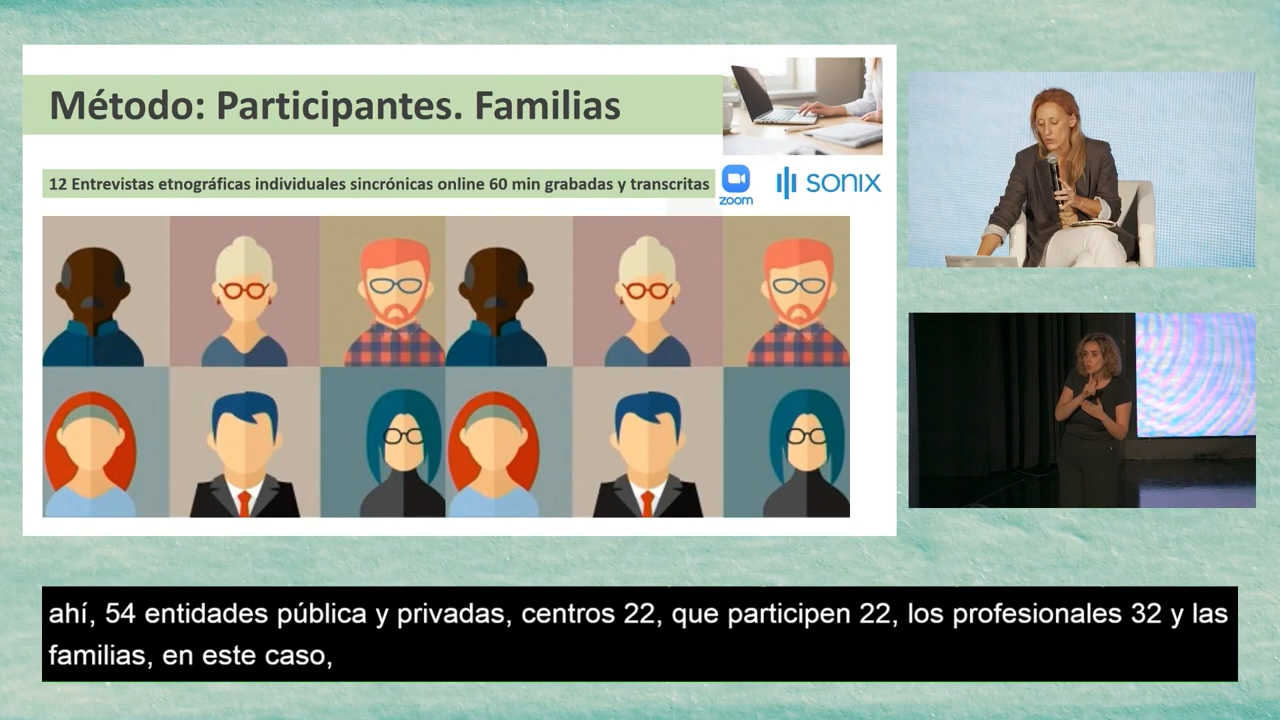 Método: Participantes. Familias
12 Entrevistas etnográficas individuales sincrónicas online 60 min grabadas y transcritas
zoom
sonix
ahí, 54 entidades pública y privadas, centros 22, que participen 22, los profesionales 32 y las
familias, en este caso,